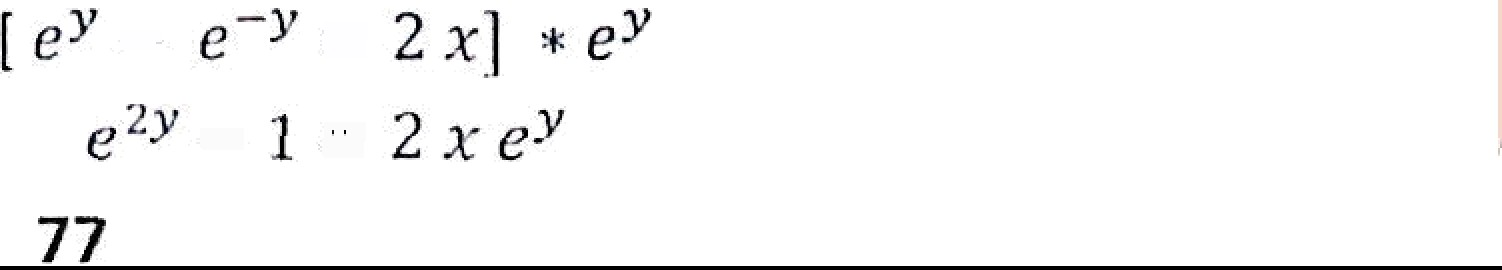 [ e^y e^{-y} 2 x] * e^y
e^{2y} 1 2 x e^y
77